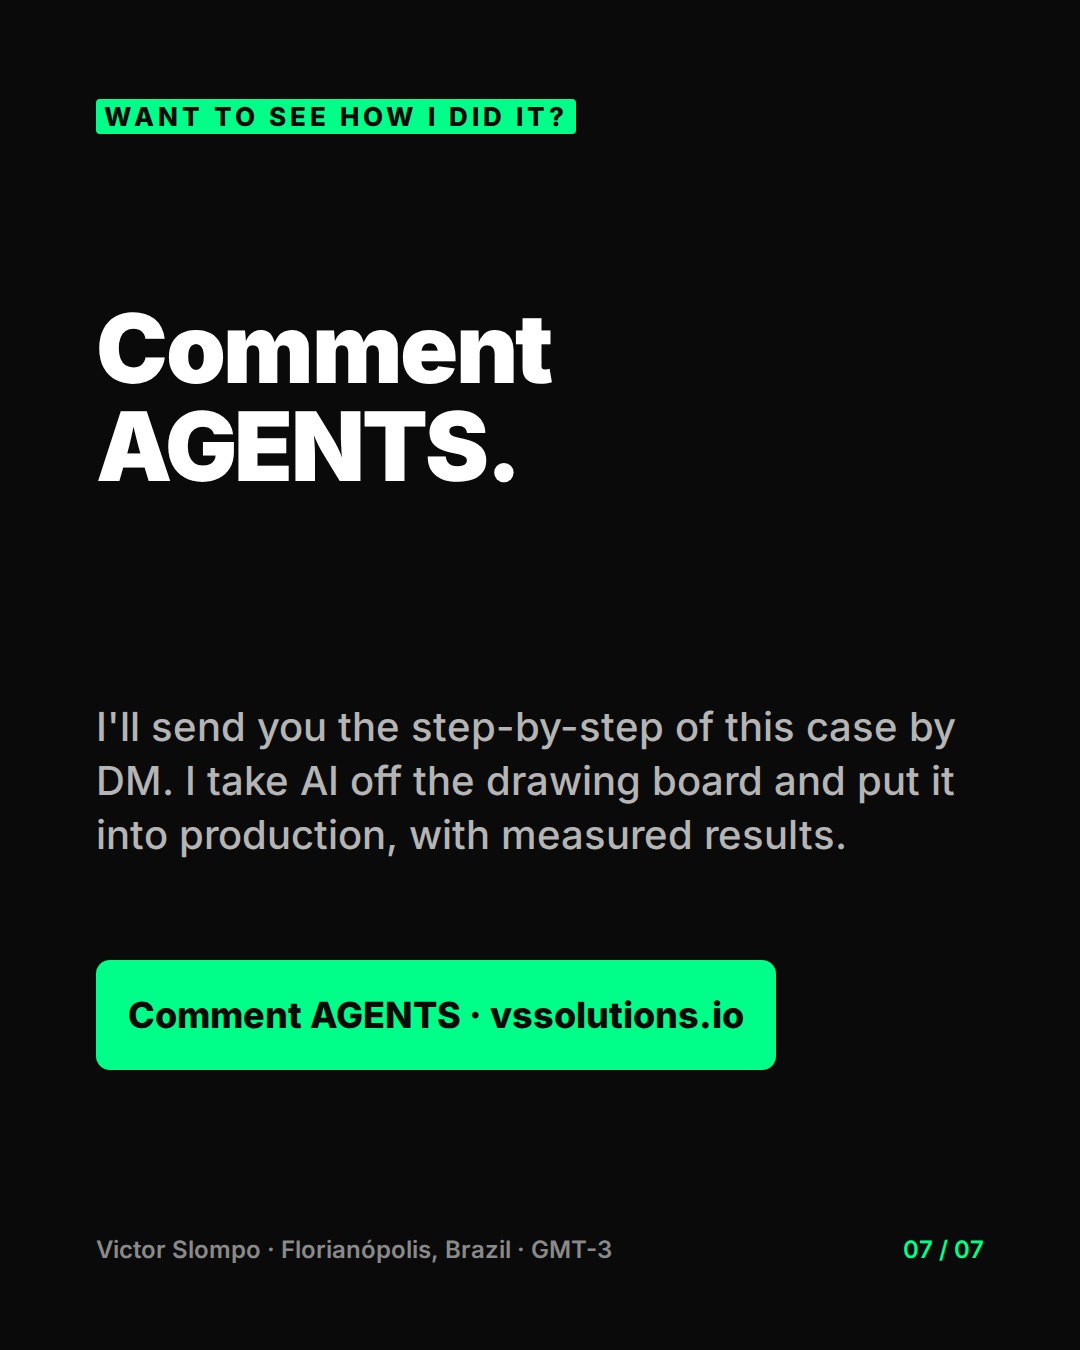 WANT TO SEE HOW I DID IT?
Comment
AGENTS.
I'll send you the step-by-step of this case by
DM. I take AI off the drawing board and put it
into production, with measured results.
Comment AGENTS · vssolutions.io
Victor Slompo · Florianópolis, Brazil · GMT-3
07 / 07